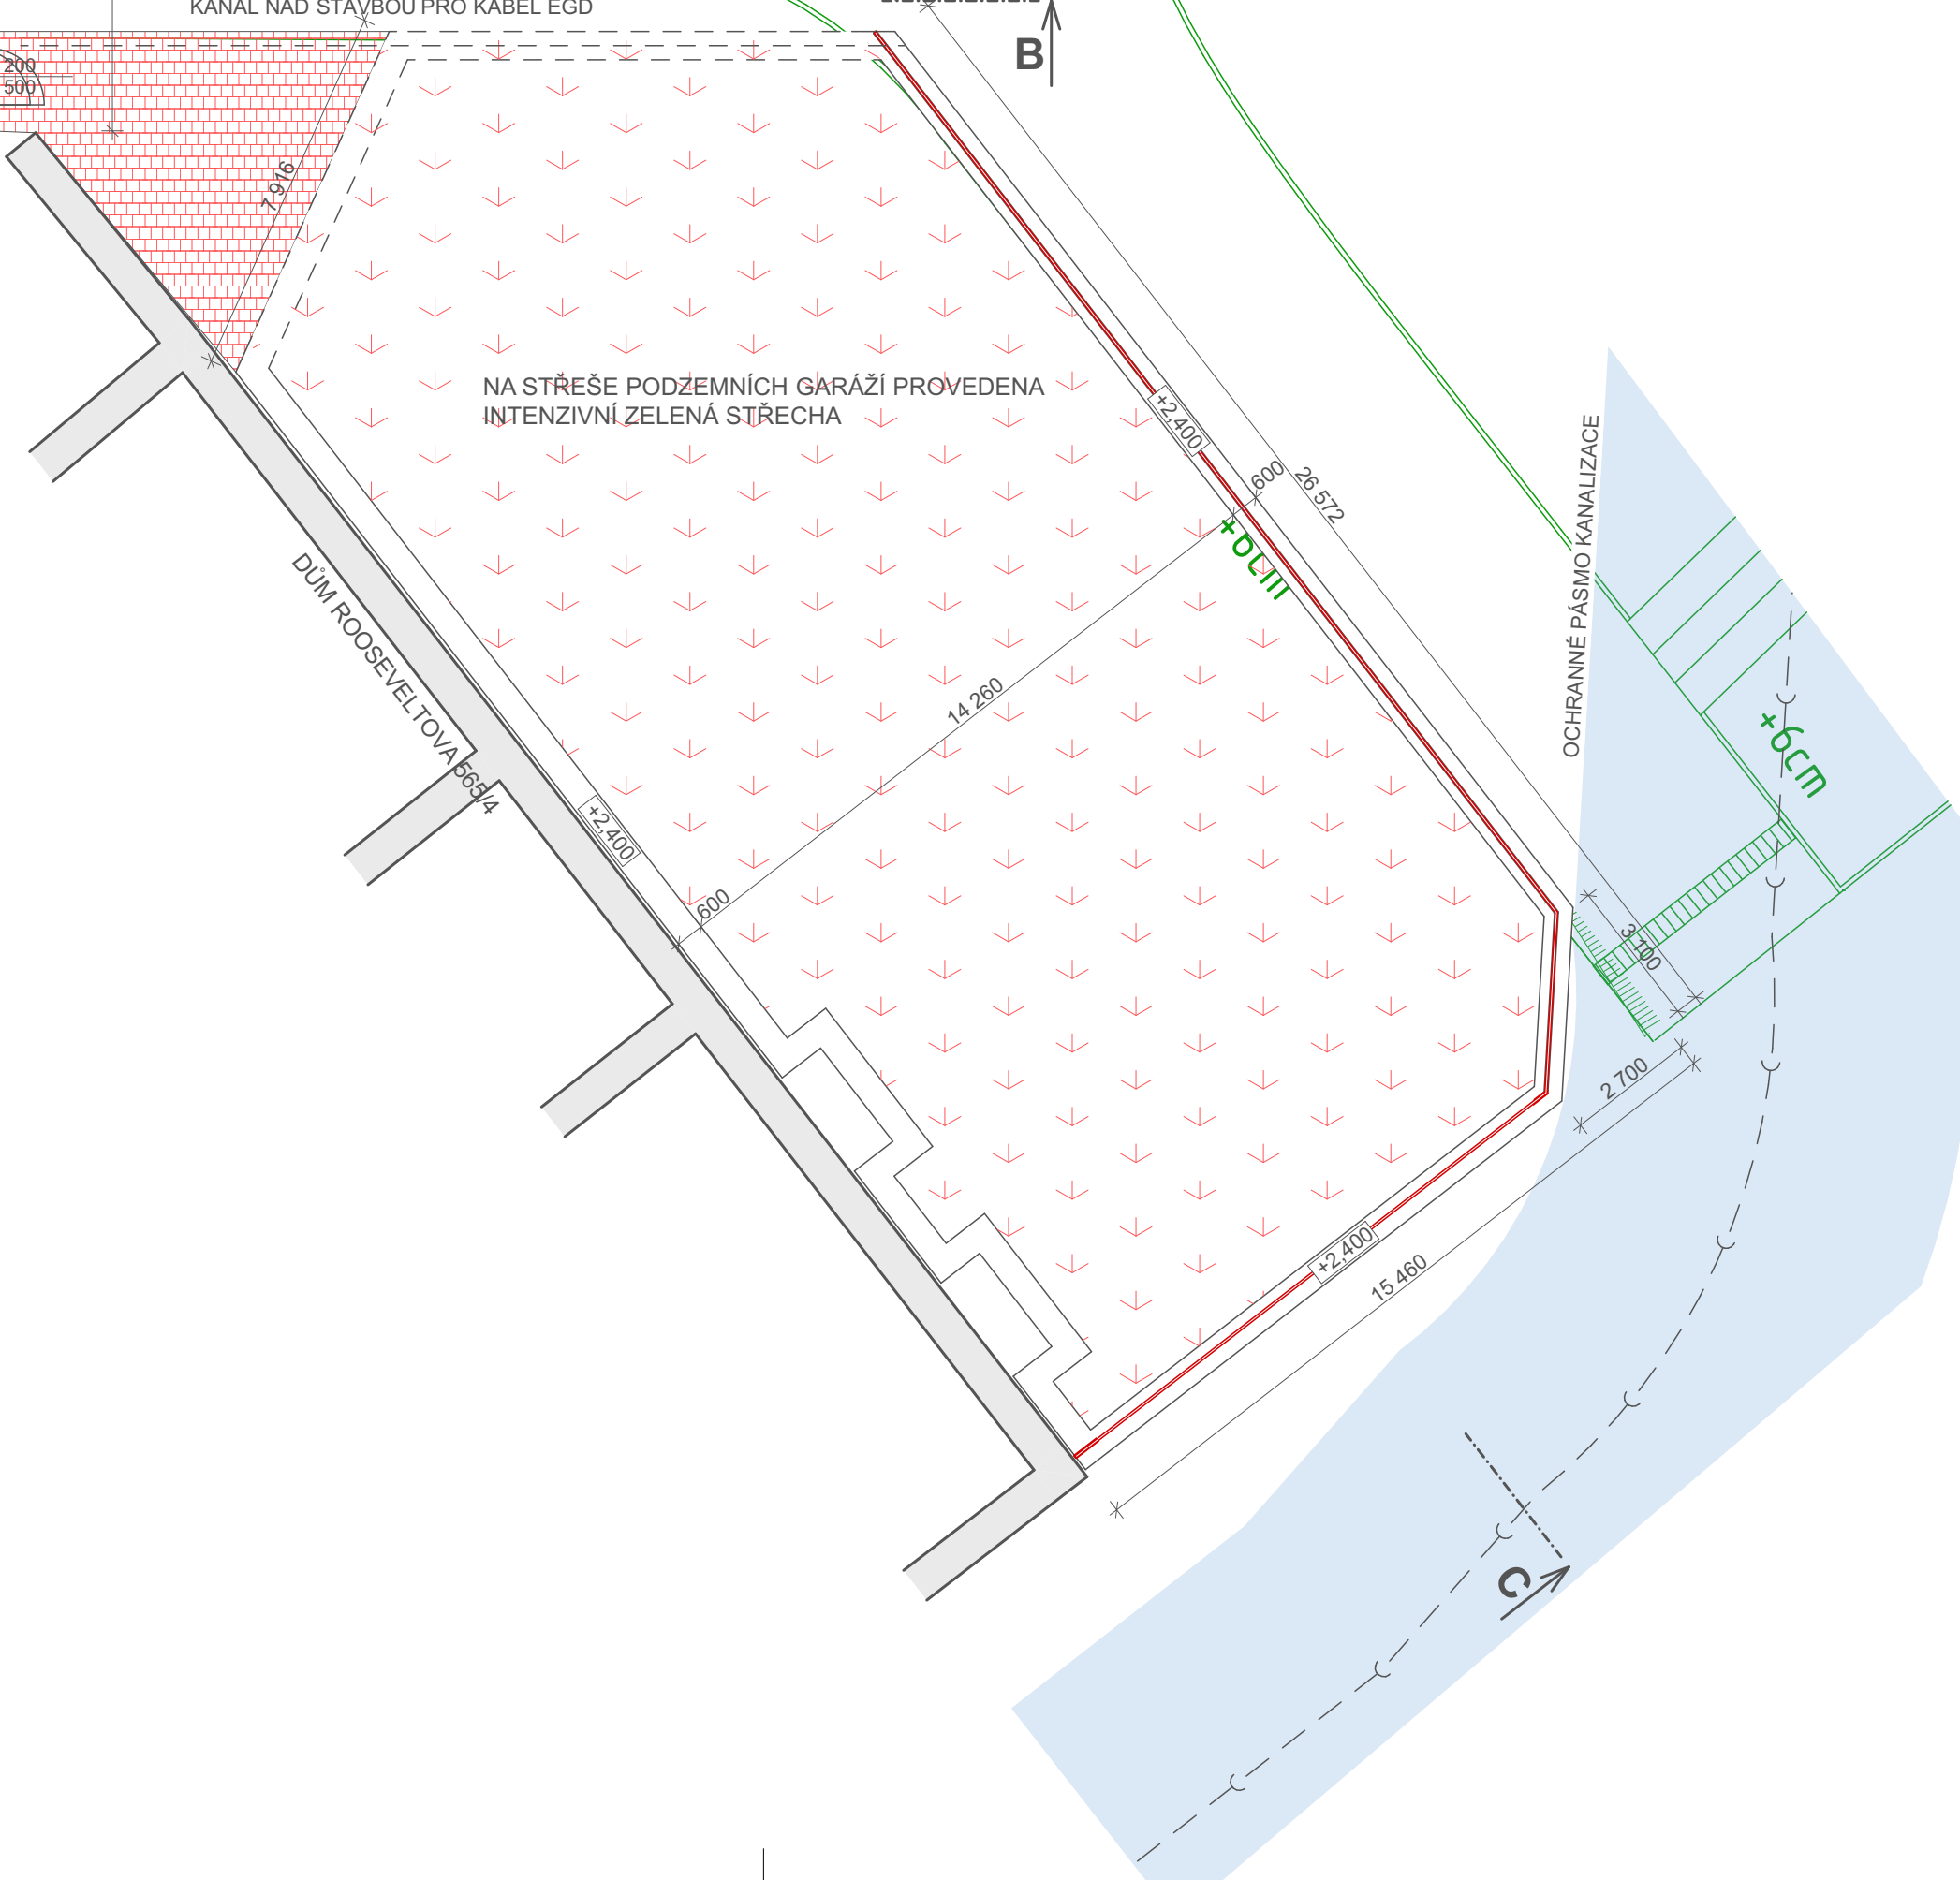 KANÁL NAD STAVBOU PRO KABEL EGD
200
500
B
7 916
NA STŘEŠE PODZEMNÍCH GARÁŽÍ PROVEDENA
INTENZIVNÍ ZELENÁ STŘECHA
+2,400
600
26 572
+6cm
OCHRANNÉ PÁSMO KANALIZACE
DŮM ROOSEVELTOVA 565/4
14 260
+6cm
+2,400
600
3 100
2 700
+2,400
15 460
C